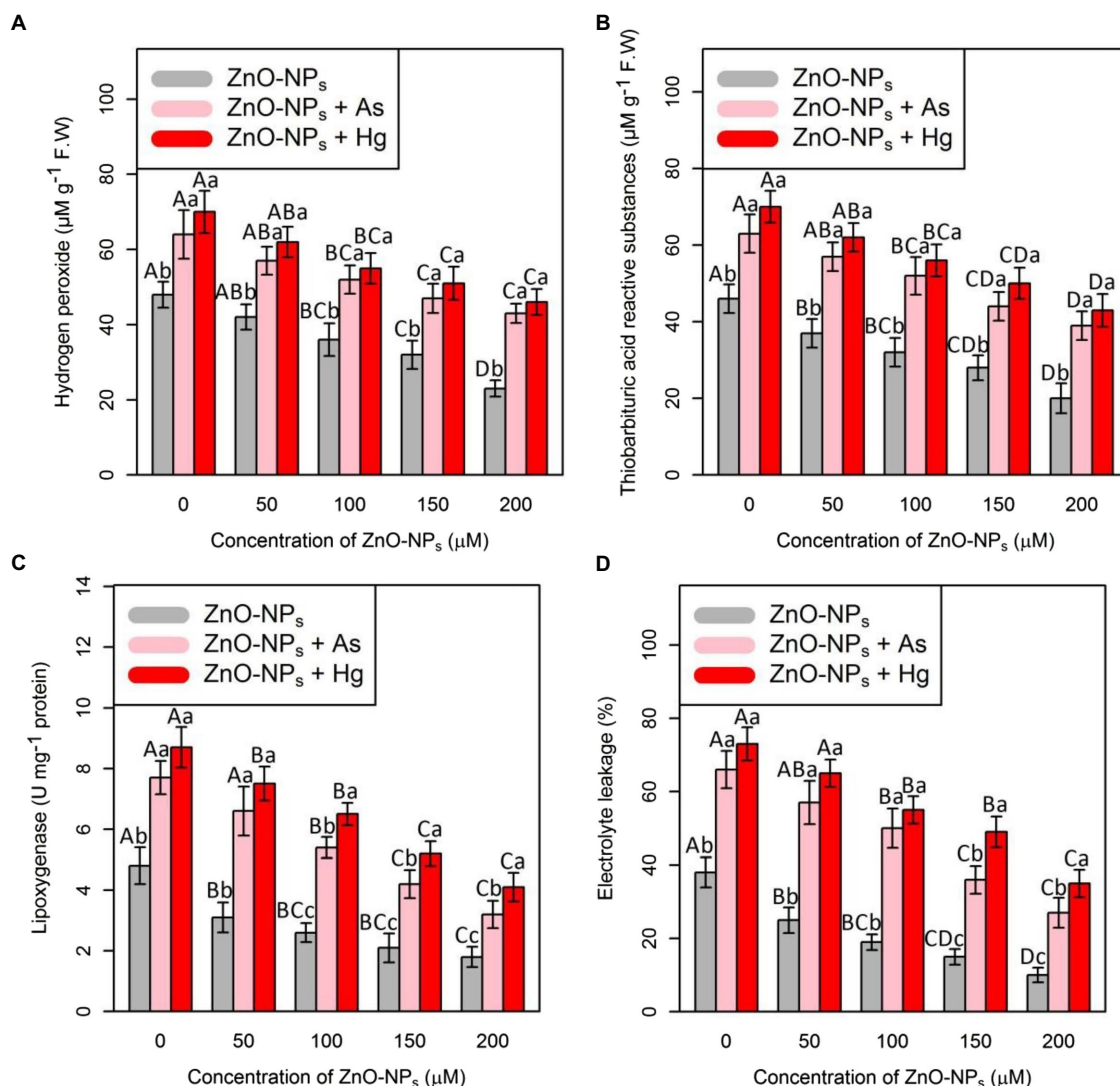 A
Hydrogen peroxide (μM g⁻¹ F.W)
0 20 40 60 80 100
ZnO-NPs
ZnO-NPs + As
ZnO-NPs + Hg
Ab Aa Aa
ABb ABa ABa
BCb BCa BCa
Cb Ca Ca
Db Ca Ca
0 50 100 150 200
Concentration of ZnO-NPs (μM)
B
Thiobarbituric acid reactive substances (μM g⁻¹ F.W)
0 20 40 60 80 100
ZnO-NPs
ZnO-NPs + As
ZnO-NPs + Hg
Ab Aa Aa
Bb ABa ABa
BCb BCa BCa
CDb CDa CDa
Db Da Da
0 50 100 150 200
Concentration of ZnO-NPs (μM)
C
Lipoxygenase (U mg⁻¹ protein)
0 2 4 6 8 10 12 14
ZnO-NPs
ZnO-NPs + As
ZnO-NPs + Hg
Ab Aa Aa
Bb Aa Ba
BCc Bb Ba
BCc Cb Ca
Cc Cb Ca
0 50 100 150 200
Concentration of ZnO-NPs (μM)
D
Electrolyte leakage (%)
0 20 40 60 80 100
ZnO-NPs
ZnO-NPs + As
ZnO-NPs + Hg
Ab Aa Aa
Bb ABa Aa
BCb Ba Ba
CDc Cb Ba
Dc Cb Ca
0 50 100 150 200
Concentration of ZnO-NPs (μM)